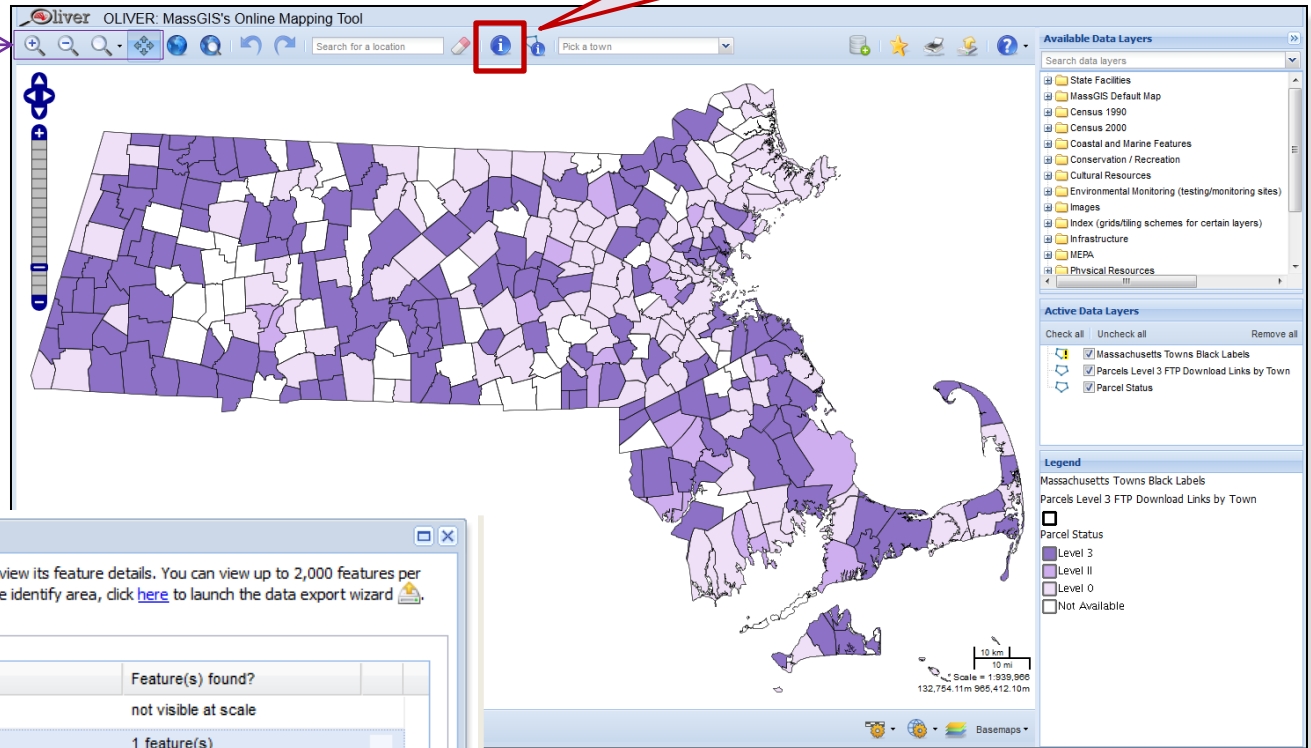 Oliver OLIVER: MassGIS's Online Mapping Tool
Search for a location
Pick a town
Available Data Layers
Search data layers
State Facilities
MassGIS Default Map
Census 1990
Census 2000
Coastal and Marine Features
Conservation / Recreation
Cultural Resources
Environmental Monitoring (testing/monitoring sites)
Images
Index (grids/tiling schemes for certain layers)
Infrastructure
MEPA
Physical Resources
Active Data Layers
Check all Uncheck all Remove all
Massachusetts Towns Black Labels
Parcels Level 3 FTP Download Links by Town
Parcel Status
Legend
Massachusetts Towns Black Labels
Parcels Level 3 FTP Download Links by Town
Parcel Status
Level 3
Level II
Level 0
Not Available
10 km
10 mi
Scale = 1:939,966
132,754.11m 965,412.10m
Basemaps
view its feature details. You can view up to 2,000 features per
e identify area, click here to launch the data export wizard
Feature(s) found?
not visible at scale
1 feature(s)